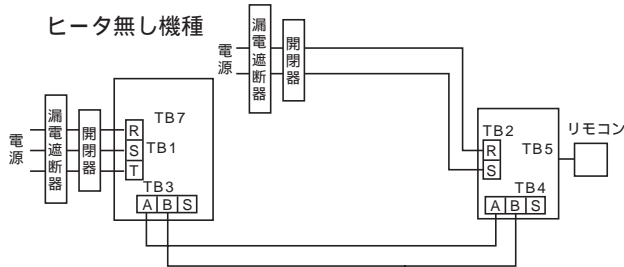 ヒータ無し機種
電源
漏電遮断器
開閉器
電源
漏電遮断器
開閉器
TB7
R
S
T
TB1
TB3
A B S
TB2
R
S
TB5
TB4
A B S
リモコン